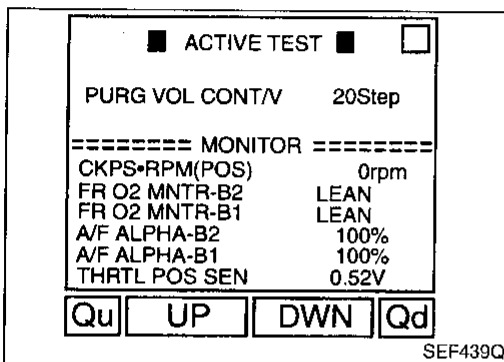 ■ ACTIVE TEST ■
PURG VOL CONT/V 20Step
======== MONITOR ========
CKPS•RPM(POS) 0rpm
FR O2 MNTR-B2 LEAN
FR O2 MNTR-B1 LEAN
A/F ALPHA-B2 100%
A/F ALPHA-B1 100%
THRTL POS SEN 0.52V
Qu UP DWN Qd
SEF439Q